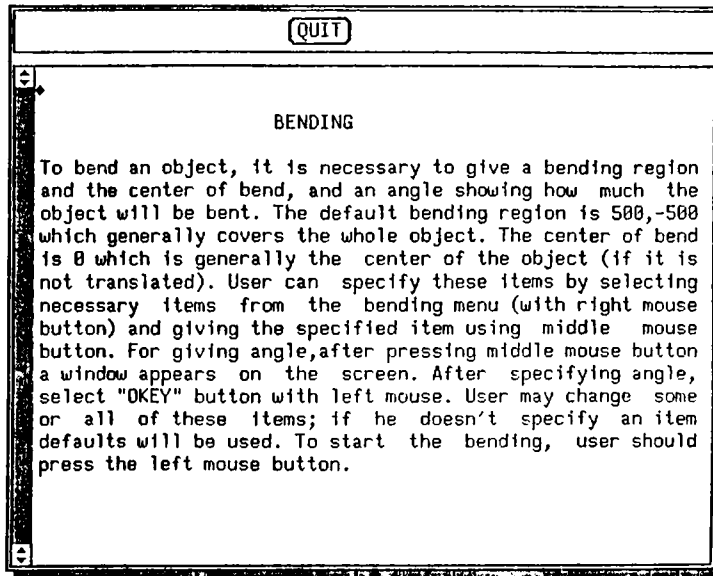 QUIT
BENDING
To bend an object, it is necessary to give a bending region
and the center of bend, and an angle showing how much the
object will be bent. The default bending region is 500,-500
which generally covers the whole object. The center of bend
is 0 which is generally the center of the object (if it is
not translated). User can specify these items by selecting
necessary items from the bending menu (with right mouse
button) and giving the specified item using middle mouse
button. For giving angle,after pressing middle mouse button
a window appears on the screen. After specifying angle,
select "OKEY" button with left mouse. User may change some
or all of these items; if he doesn't specify an item
defaults will be used. To start the bending, user should
press the left mouse button.